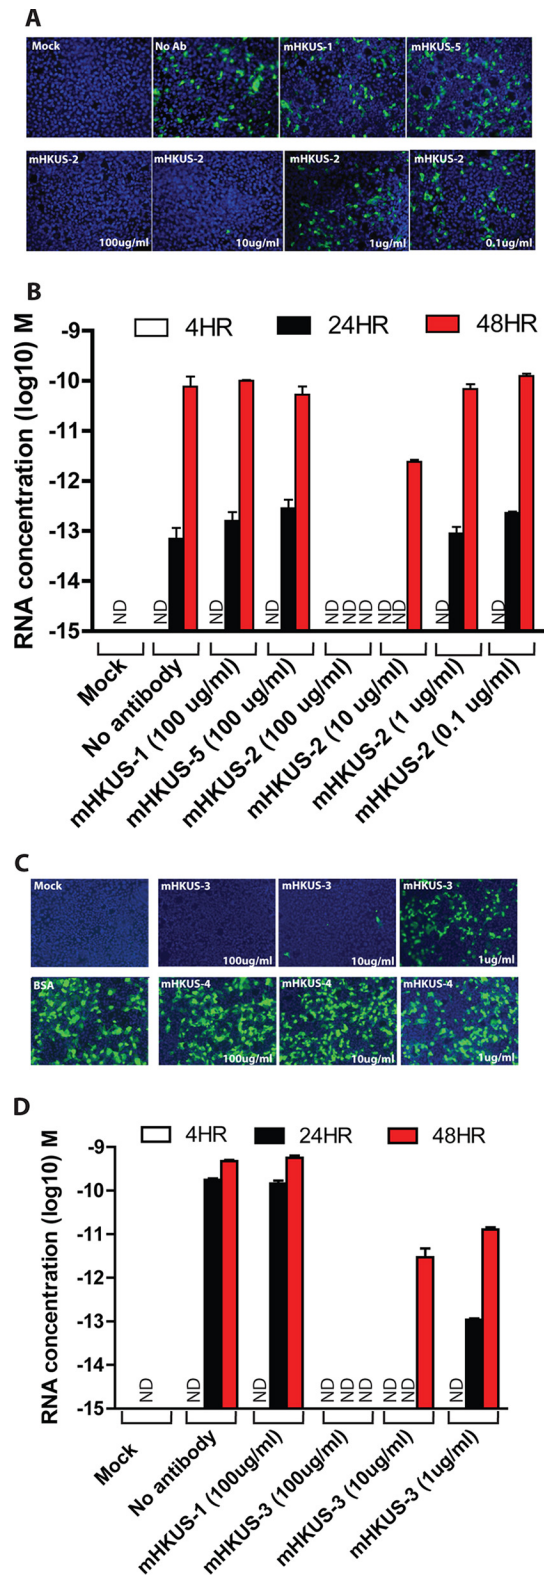 A
Mock
No Ab
mHKUS-1
mHKUS-5
mHKUS-2
100ug/ml
mHKUS-2
10ug/ml
mHKUS-2
1ug/ml
mHKUS-2
0.1ug/ml
B
4HR
24HR
48HR
RNA concentration (log10) M
-9
-10
-11
-12
-13
-14
-15
ND
ND
ND
ND
ND
ND
ND
ND
ND
ND
ND
Mock
No antibody
mHKUS-1 (100 ug/ml)
mHKUS-5 (100 ug/ml)
mHKUS-2 (100 ug/ml)
mHKUS-2 (10 ug/ml)
mHKUS-2 (1 ug/ml)
mHKUS-2 (0.1 ug/ml)
C
Mock
mHKUS-3
100ug/ml
mHKUS-3
10ug/ml
mHKUS-3
1ug/ml
BSA
mHKUS-4
100ug/ml
mHKUS-4
10ug/ml
mHKUS-4
1ug/ml
D
4HR
24HR
48HR
RNA concentration (log10) M
-9
-10
-11
-12
-13
-14
-15
ND
ND
ND
ND
ND
ND
ND
ND
ND
Mock
No antibody
mHKUS-1 (100ug/ml)
mHKUS-3 (100ug/ml)
mHKUS-3 (10ug/ml)
mHKUS-3 (1ug/ml)